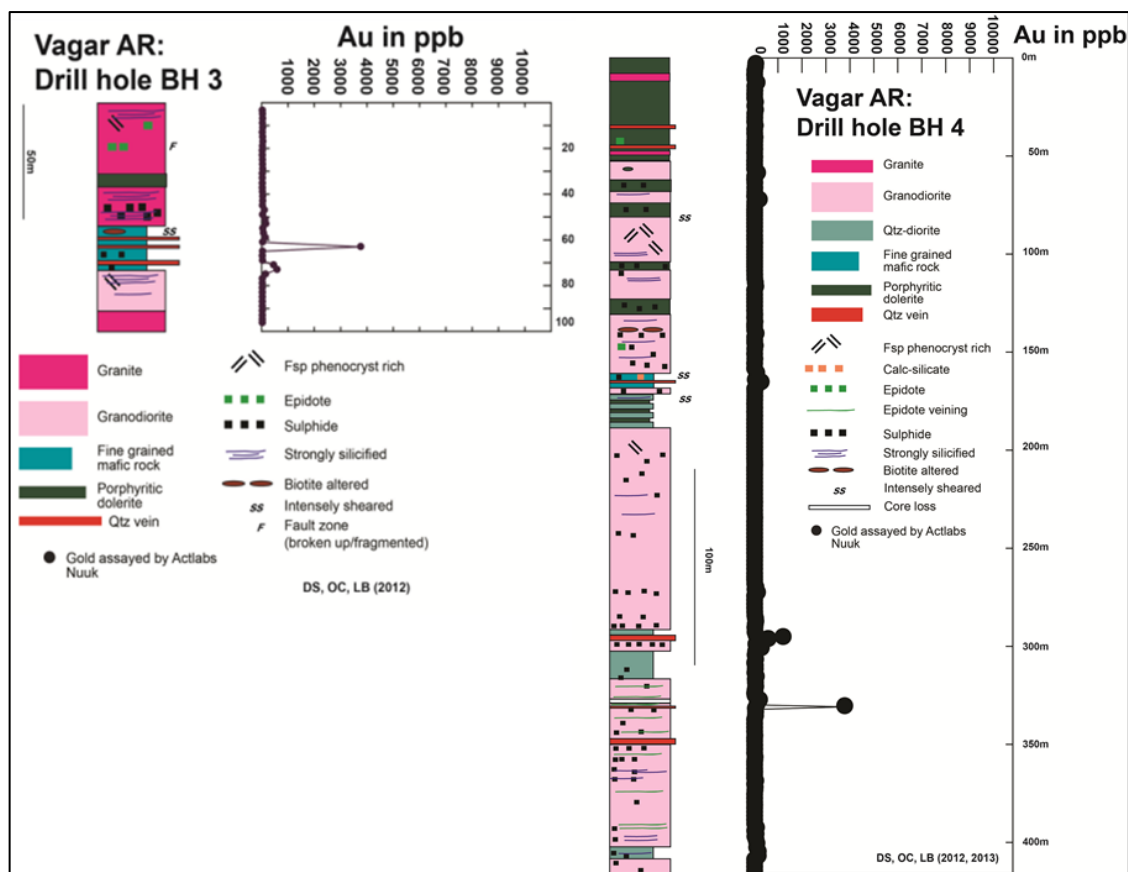 Vagar AR:
Drill hole BH 3
Au in ppb
1000
2000
3000
4000
5000
6000
7000
8000
9000
10000
50m
20
40
60
80
100
F
SS
Granite
Granodiorite
Fine grained
mafic rock
Porphyritic
dolerite
Qtz vein
Gold assayed by Actlabs
Nuuk
Fsp phenocryst rich
Epidote
Sulphide
Strongly silicified
Biotite altered
SS Intensely sheared
F Fault zone
(broken up/fragmented)
DS, OC, LB (2012)
0
1000
2000
3000
4000
5000
6000
7000
8000
9000
10000
Au in ppb
0m
50m
100m
150m
200m
250m
300m
350m
400m
SS
SS
SS
100m
Vagar AR:
Drill hole BH 4
Granite
Granodiorite
Qtz-diorite
Fine grained
mafic rock
Porphyritic
dolerite
Qtz vein
Fsp phenocryst rich
Calc-silicate
Epidote
Epidote veining
Sulphide
Strongly silicified
Biotite altered
SS Intensely sheared
Core loss
Gold assayed by Actlabs
Nuuk
DS, OC, LB (2012, 2013)